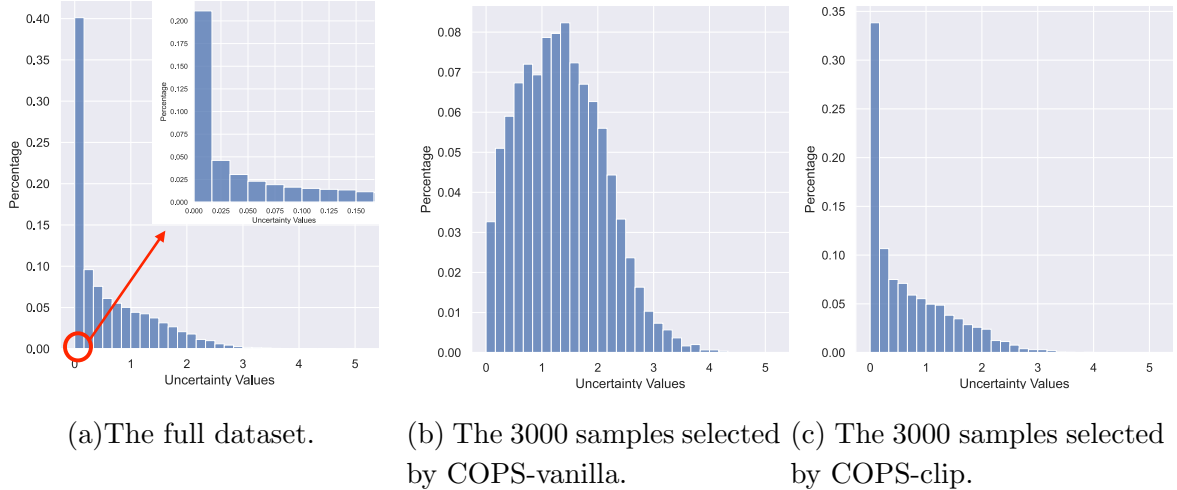 0.40
0.35
0.30
0.25
0.20
0.15
0.10
0.05
0.00
Percentage
0 1 2 3 4 5
Uncertainty Values
0.200
0.175
0.150
0.125
0.100
0.075
0.050
0.025
0.000
Percentage
0.000 0.025 0.050 0.075 0.100 0.125 0.150
Uncertainty Values
0.08
0.07
0.06
0.05
0.04
0.03
0.02
0.01
0.00
Percentage
0 1 2 3 4 5
Uncertainty Values
0.35
0.30
0.25
0.20
0.15
0.10
0.05
0.00
Percentage
0 1 2 3 4 5
Uncertainty Values
(a)The full dataset.
(b) The 3000 samples selected
by COPS-vanilla.
(c) The 3000 samples selected
by COPS-clip.